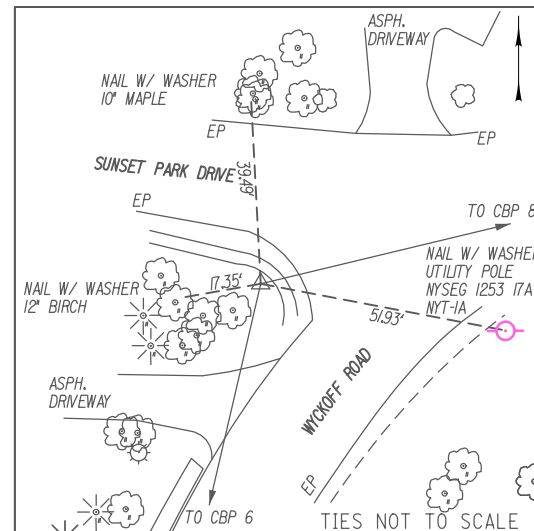 ASPH.
DRIVEWAY
NAIL W/ WASHER
10" MAPLE
EP
EP
SUNSET PARK DRIVE
39.49'
EP
TO CBP 8
NAIL W/ WASHER
UTILITY POLE
NYSEG 1253 17A
NYT-1A
NAIL W/ WASHER
12" BIRCH
17.35'
51.93'
WYCKOFF ROAD
ASPH.
DRIVEWAY
EP
TO CBP 6
TIES NOT TO SCALE